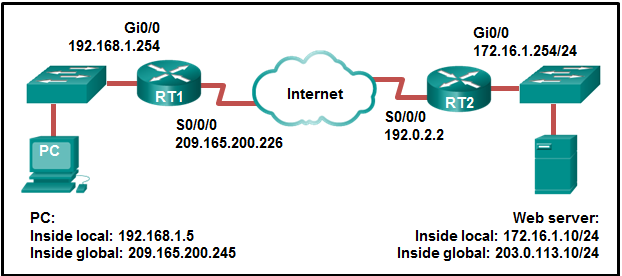 Gi0/0
192.168.1.254
Gi0/0
172.16.1.254/24
RT1
Internet
RT2
S0/0/0
209.165.200.226
S0/0/0
192.0.2.2
PC
PC:
Inside local: 192.168.1.5
Inside global: 209.165.200.245
Web server:
Inside local: 172.16.1.10/24
Inside global: 203.0.113.10/24